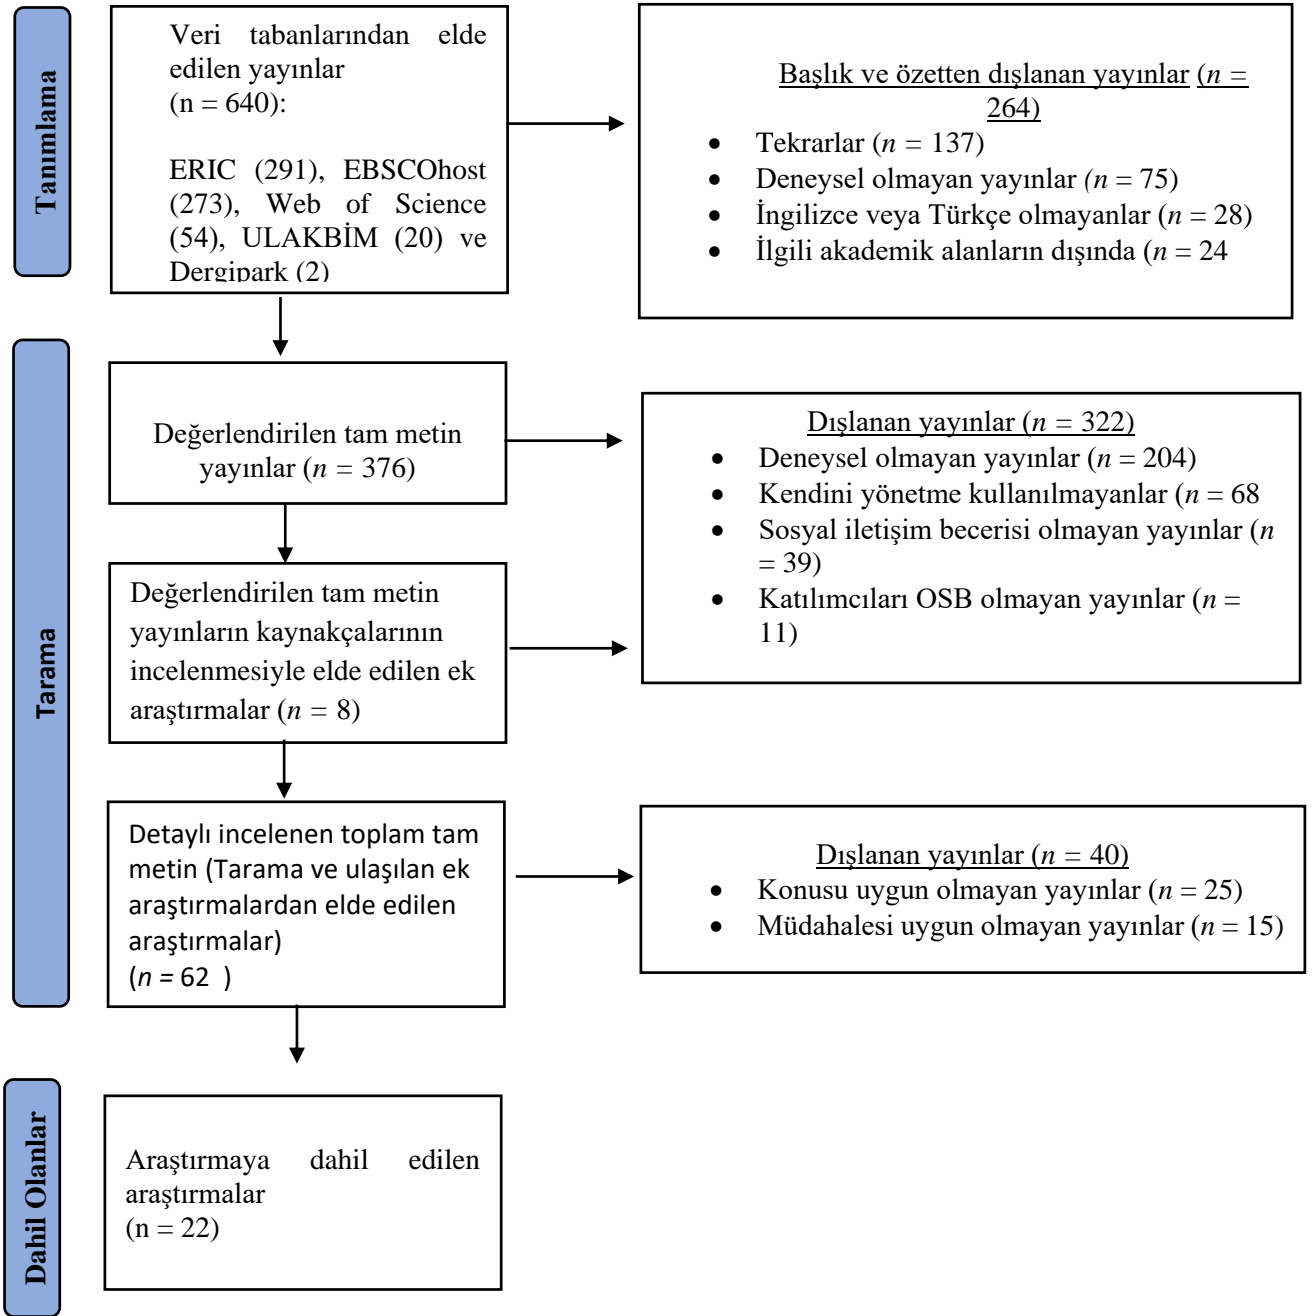 Tanımlama
Veri tabanlarından elde
edilen yayınlar
(n = 640):
ERIC (291), EBSCOhost
(273), Web of Science
(54), ULAKBİM (20) ve
Dergipark (2)
Başlık ve özetten dışlanan yayınlar (n =
264)
• Tekrarlar (n = 137)
• Deneysel olmayan yayınlar (n = 75)
• İngilizce veya Türkçe olmayanlar (n = 28)
• İlgili akademik alanların dışında (n = 24
Tarama
Değerlendirilen tam metin
yayınlar (n = 376)
Dışlanan yayınlar (n = 322)
• Deneysel olmayan yayınlar (n = 204)
• Kendini yönetme kullanılmayanlar (n = 68
• Sosyal iletişim becerisi olmayan yayınlar (n
= 39)
• Katılımcıları OSB olmayan yayınlar (n =
11)
Değerlendirilen tam metin
yayınların kaynakçalarının
incelenmesiyle elde edilen ek
araştırmalar (n = 8)
Detaylı incelenen toplam tam
metin (Tarama ve ulaşılan ek
araştırmalardan elde edilen
araştırmalar)
(n = 62 )
Dışlanan yayınlar (n = 40)
• Konusu uygun olmayan yayınlar (n = 25)
• Müdahalesi uygun olmayan yayınlar (n = 15)
Dahil Olanlar
Araştırmaya dahil edilen
araştırmalar
(n = 22)